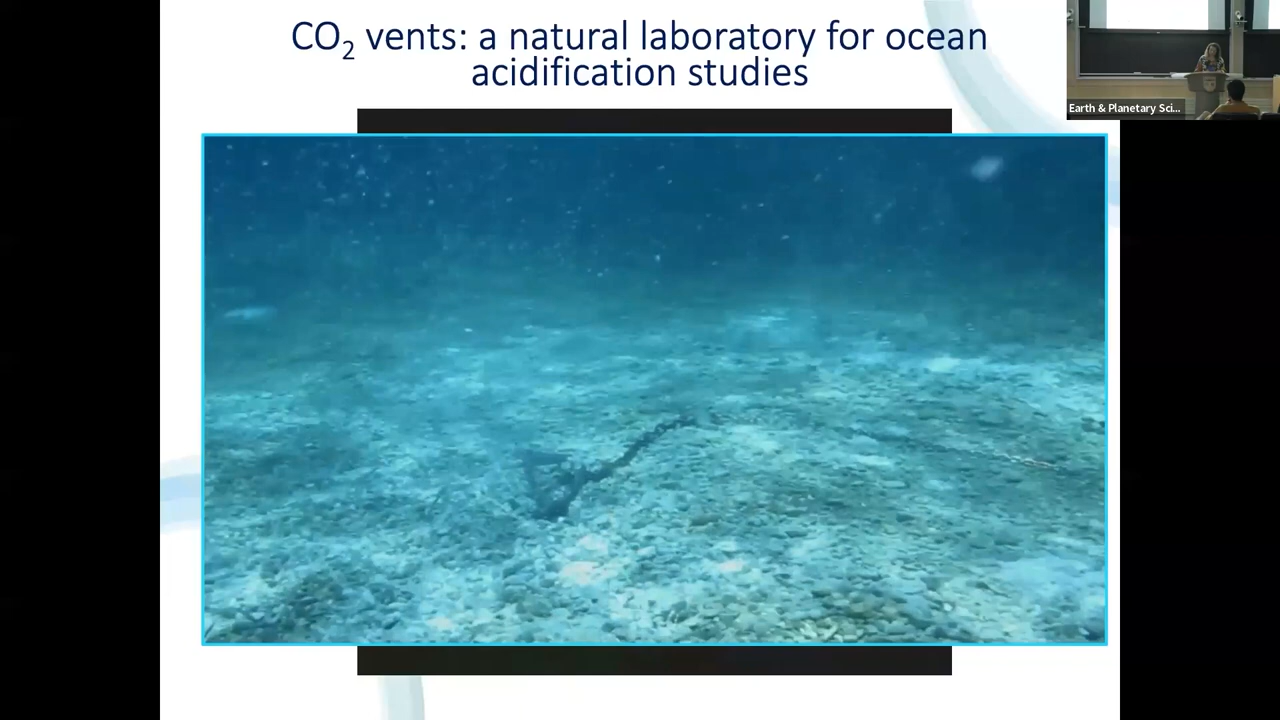 CO₂ vents: a natural laboratory for ocean
acidification studies
Earth & Planetary Sci...